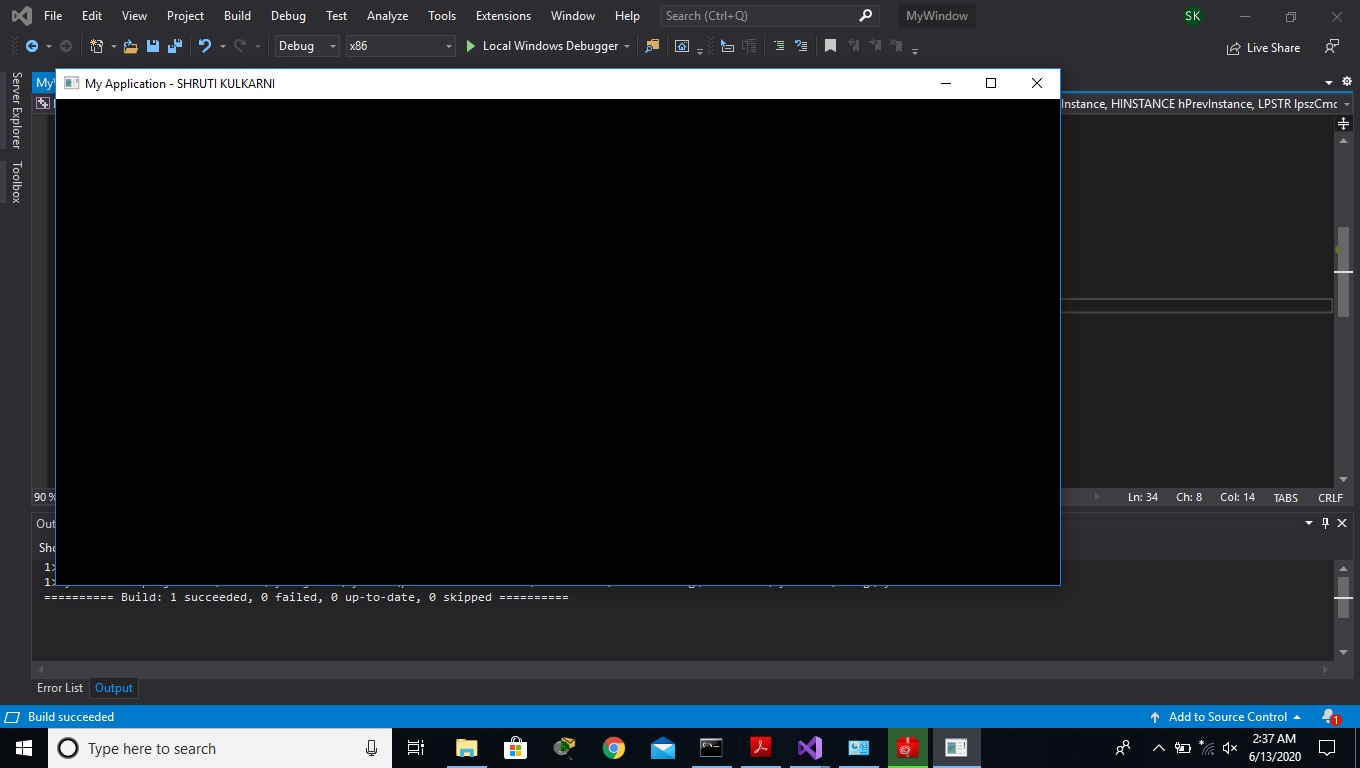 File Edit View Project Build Debug Test Analyze Tools Extensions Window Help Search (Ctrl+Q) MyWindow SK
Debug x86 Local Windows Debugger Live Share
My Application - SHRUTI KULKARNI
Server Explorer
Toolbox
Instance, HINSTANCE hPrevInstance, LPSTR lpszCmd
90 % Ln: 34 Ch: 8 Col: 14 TABS CRLF
Out
Sho
1>
1>
========== Build: 1 succeeded, 0 failed, 0 up-to-date, 0 skipped ==========
Error List Output
Build succeeded Add to Source Control 1
Type here to search 2:37 AM
6/13/2020